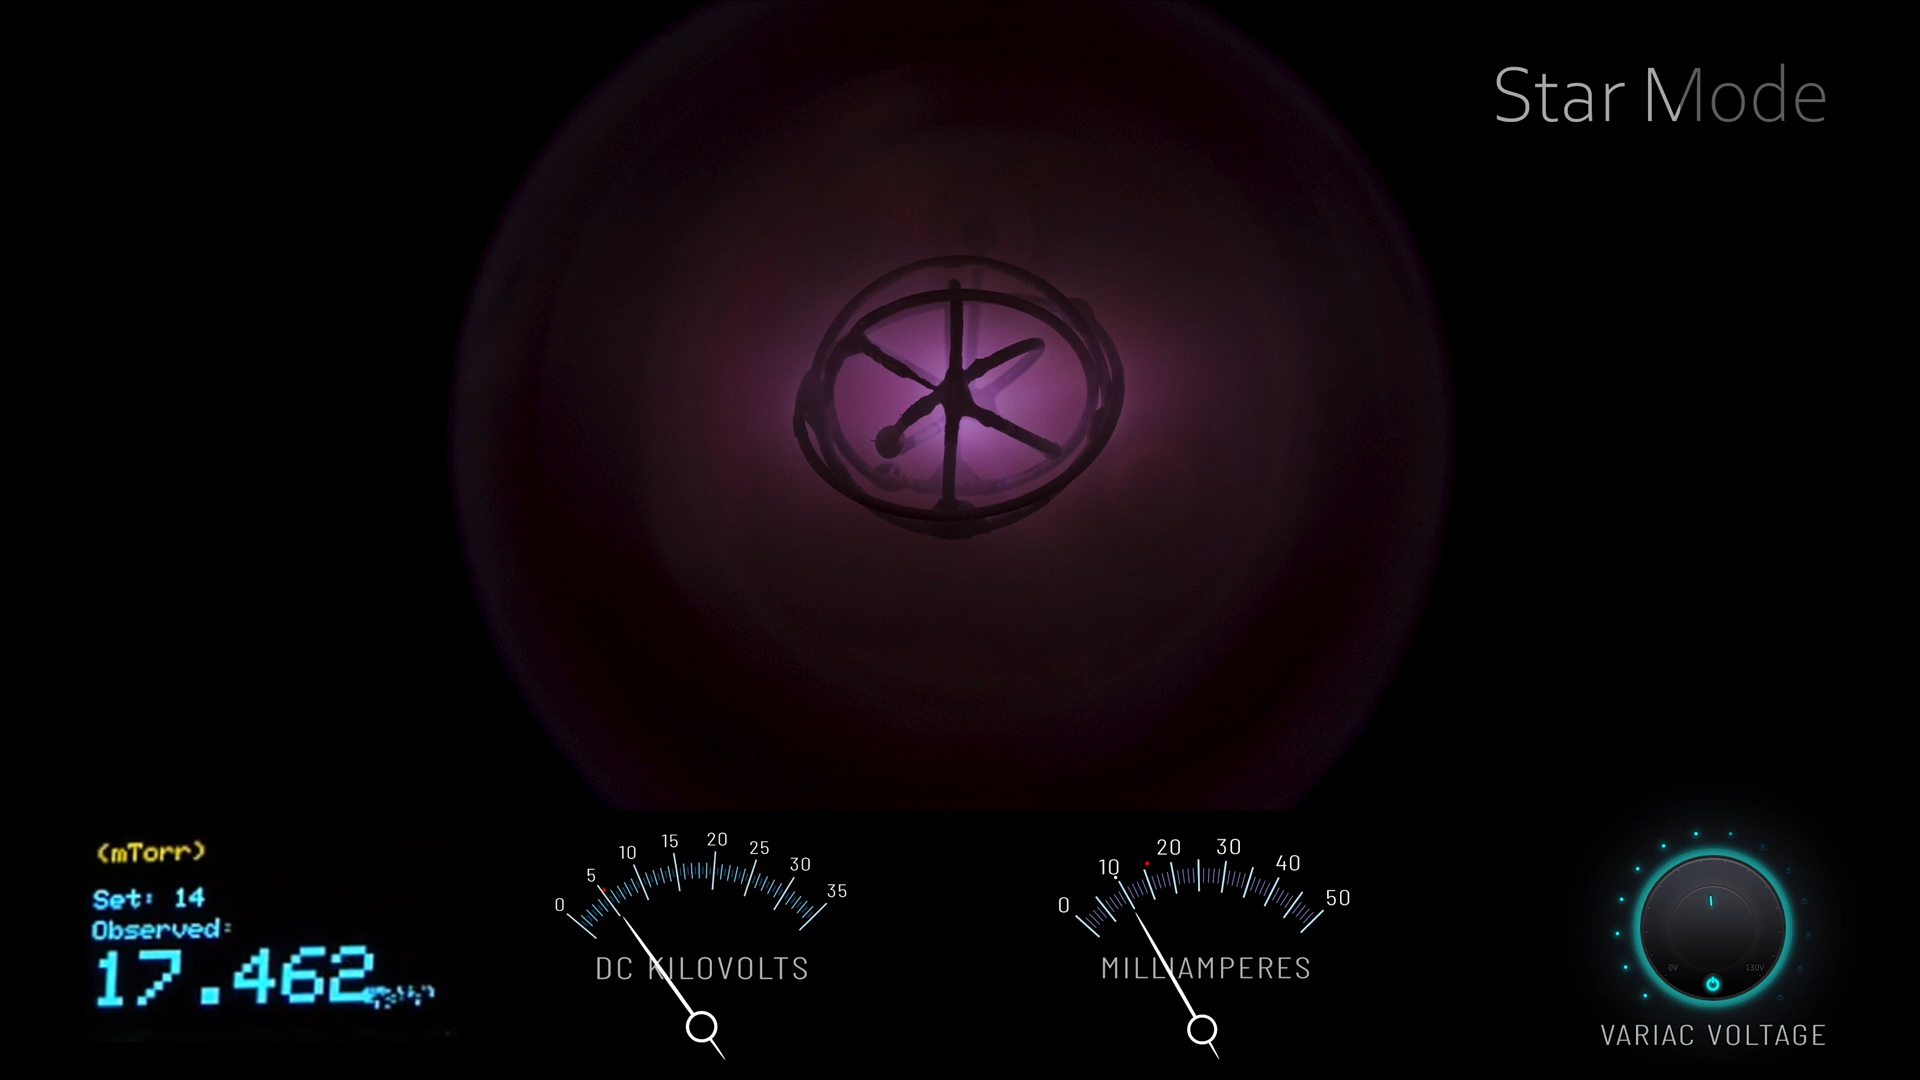 Star Mode
(mTorr)
Set: 14
Observed:
17.462
0 5 10 15 20 25 30 35
DC KILOVOLTS
0 10 20 30 40 50
MILLIAMPERES
0V 130V
VARIAC VOLTAGE